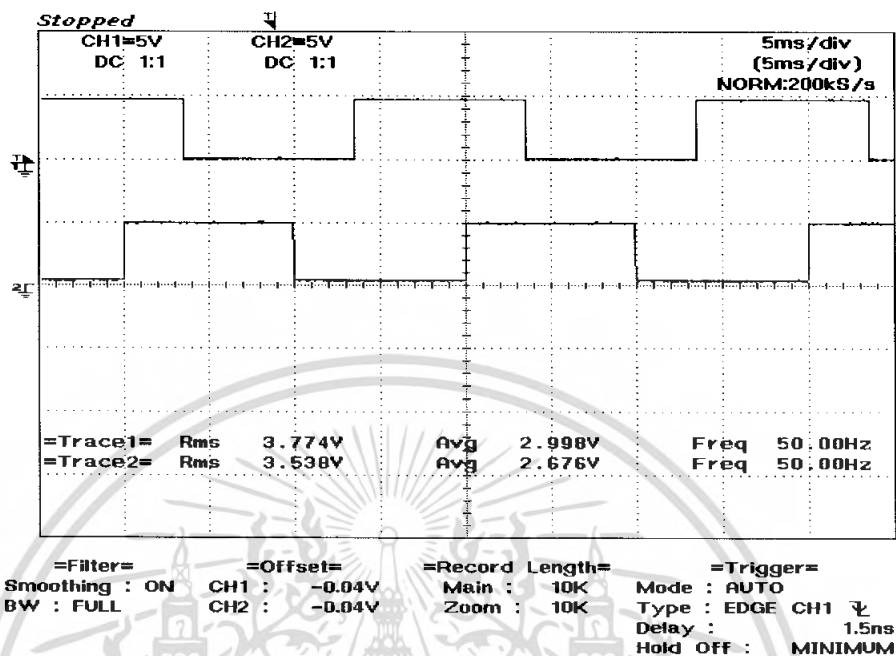 Stopped
CH1=5V CH2=5V 5ms/div
DC 1:1 DC 1:1 (5ms/div)
NORM:200kS/s
=Trace1= Rms 3.774V Avg 2.998V Freq 50.00Hz
=Trace2= Rms 3.538V Avg 2.676V Freq 50.00Hz
=Filter= =Offset= =Record Length= =Trigger=
Smoothing : ON CH1 : -0.04V Main : 10K Mode : AUTO
BW : FULL CH2 : -0.04V Zoom : 10K Type : EDGE CH1
Delay : 1.5ns
Hold Off : MINIMUM